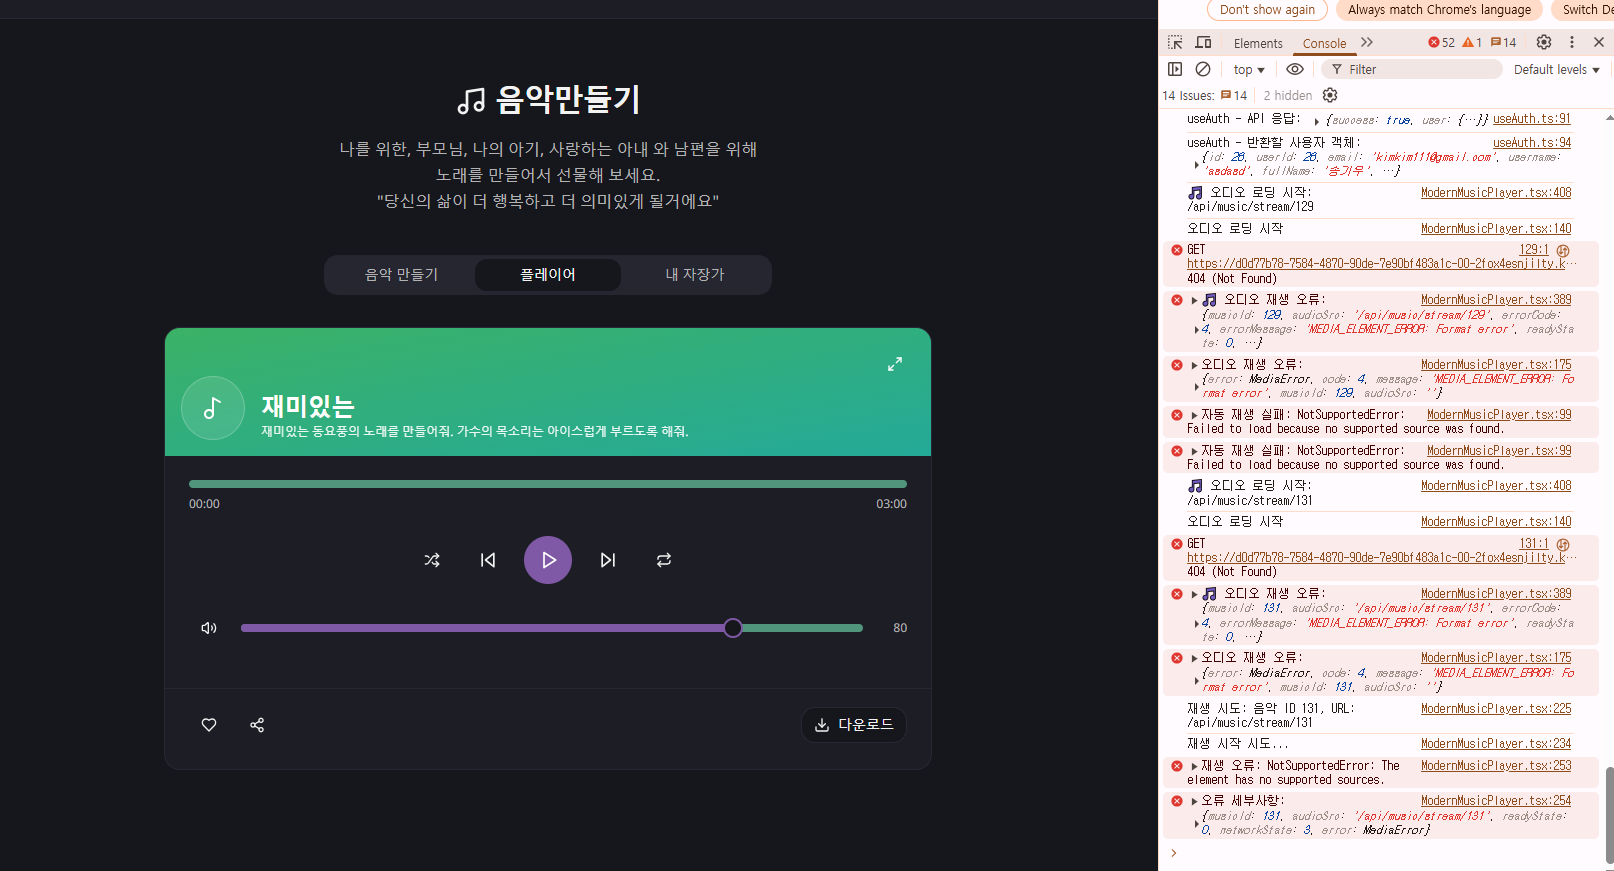 음악만들기
나를 위한, 부모님, 나의 아기, 사랑하는 아내 와 남편을 위해
노래를 만들어서 선물해 보세요.
"당신의 삶이 더 행복하고 더 의미있게 될거에요"
음악 만들기 플레이어 내 자장가
재미있는
재미있는 동요풍의 노래를 만들어줘. 가수의 목소리는 아이스럽게 부르도록 해줘.
00:00 03:00
80
다운로드
Don't show again Always match Chrome's language Switch De
Elements Console 52 1 14
top Filter Default levels
14 Issues: 14 2 hidden
useAuth - API 응답: {success: true, user: {…}} useAuth.ts:91
useAuth - 반환할 사용자 객체: useAuth.ts:94
{id: 26, userId: 26, email: 'kimkim111@gmail.com', username:
'asdasd', fullName: '송기우', …}
🎵 오디오 로딩 시작: ModernMusicPlayer.tsx:408
/api/music/stream/129
오디오 로딩 시작 ModernMusicPlayer.tsx:140
GET 129:1
https://d0d77b78-7584-4870-90de-7e90bf483a1c-00-2fox4esnjilty.k…
404 (Not Found)
🎵 오디오 재생 오류: ModernMusicPlayer.tsx:389
{musicId: 129, audioSrc: '/api/music/stream/129', errorCode:
4, errorMessage: 'MEDIA_ELEMENT_ERROR: Format error', readySta
te: 0, …}
오디오 재생 오류: ModernMusicPlayer.tsx:175
{error: MediaError, code: 4, message: 'MEDIA_ELEMENT_ERROR: Fo
rmat error', musicId: 129, audioSrc: ''}
자동 재생 실패: NotSupportedError: ModernMusicPlayer.tsx:99
Failed to load because no supported source was found.
자동 재생 실패: NotSupportedError: ModernMusicPlayer.tsx:99
Failed to load because no supported source was found.
🎵 오디오 로딩 시작: ModernMusicPlayer.tsx:408
/api/music/stream/131
오디오 로딩 시작 ModernMusicPlayer.tsx:140
GET 131:1
https://d0d77b78-7584-4870-90de-7e90bf483a1c-00-2fox4esnjilty.k…
404 (Not Found)
🎵 오디오 재생 오류: ModernMusicPlayer.tsx:389
{musicId: 131, audioSrc: '/api/music/stream/131', errorCode:
4, errorMessage: 'MEDIA_ELEMENT_ERROR: Format error', readySta
te: 0, …}
오디오 재생 오류: ModernMusicPlayer.tsx:175
{error: MediaError, code: 4, message: 'MEDIA_ELEMENT_ERROR: Fo
rmat error', musicId: 131, audioSrc: ''}
재생 시도: 음악 ID 131, URL: ModernMusicPlayer.tsx:225
/api/music/stream/131
재생 시작 시도... ModernMusicPlayer.tsx:234
재생 오류: NotSupportedError: The ModernMusicPlayer.tsx:253
element has no supported sources.
오류 세부사항: ModernMusicPlayer.tsx:254
{musicId: 131, audioSrc: '/api/music/stream/131', readyState:
0, networkState: 3, error: MediaError}